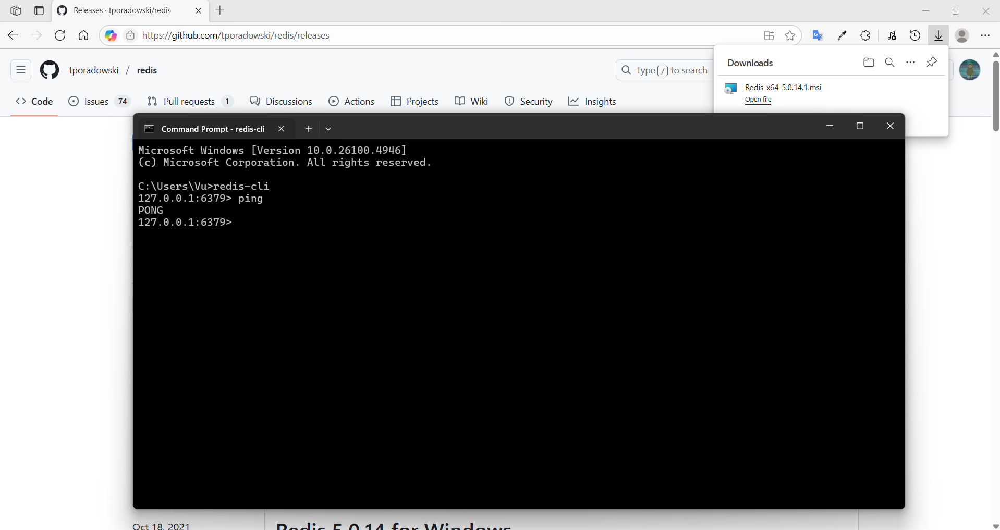 Releases · tporadowski/redis
https://github.com/tporadowski/redis/releases
tporadowski / redis
Type / to search
Downloads
Redis-x64-5.0.14.1.msi
Open file
Code
Issues 74
Pull requests 1
Discussions
Actions
Projects
Wiki
Security
Insights
Command Prompt - redis-cli
Microsoft Windows [Version 10.0.26100.4946]
(c) Microsoft Corporation. All rights reserved.
C:\Users\Vu>redis-cli
127.0.0.1:6379> ping
PONG
127.0.0.1:6379>
Oct 18, 2021
Redis 5.0.14 for Windows